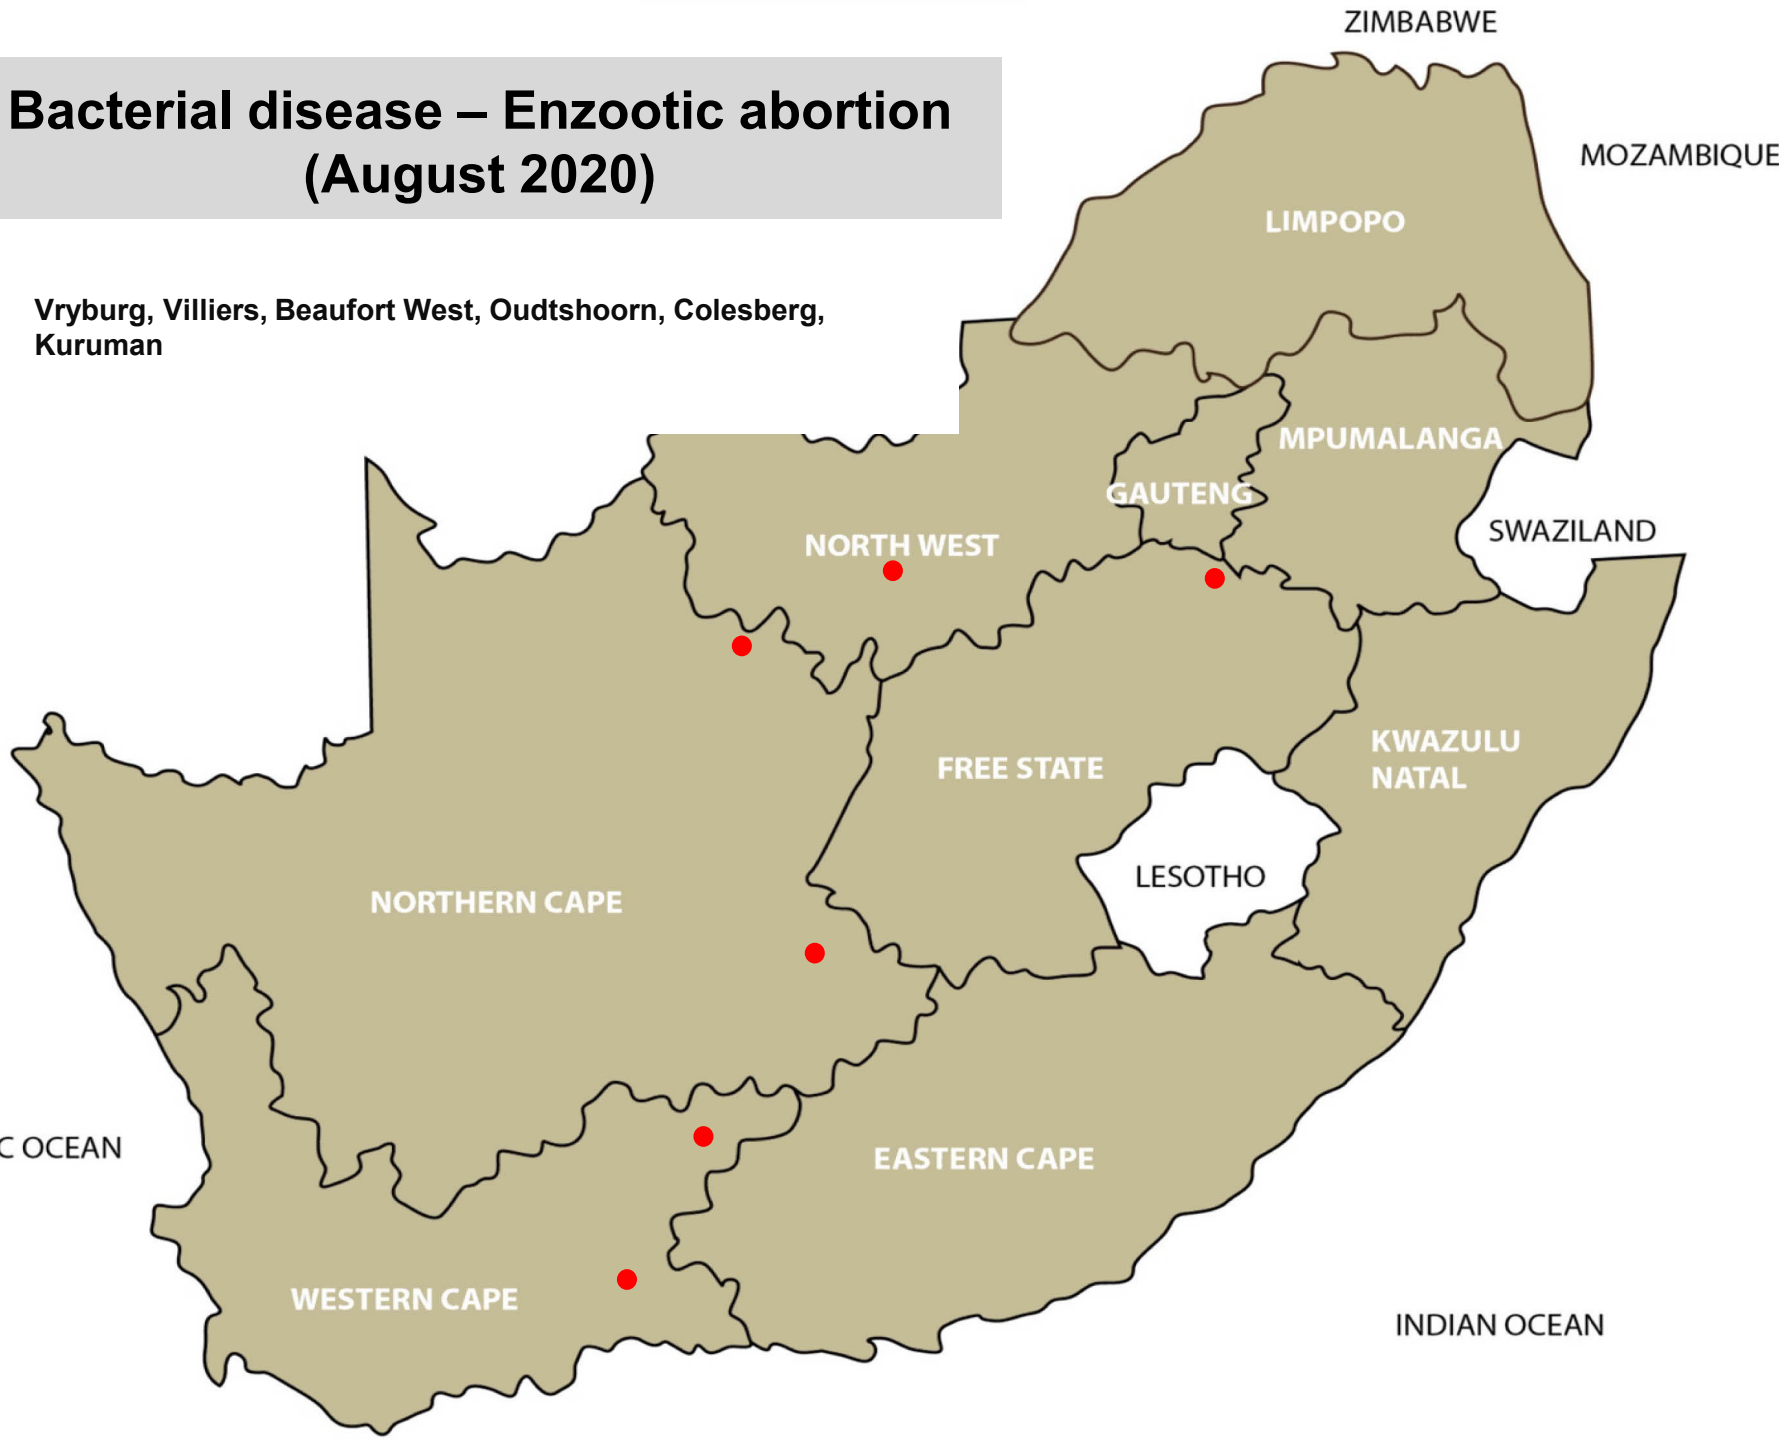 ZIMBABWE
Bacterial disease – Enzootic abortion
(August 2020)
MOZAMBIQUE
LIMPOPO
Vryburg, Villiers, Beaufort West, Oudtshoorn, Colesberg,
Kuruman
MPUMALANGA
GAUTENG
SWAZILAND
NORTH WEST
KWAZULU
NATAL
FREE STATE
LESOTHO
NORTHERN CAPE
C OCEAN
EASTERN CAPE
WESTERN CAPE
INDIAN OCEAN